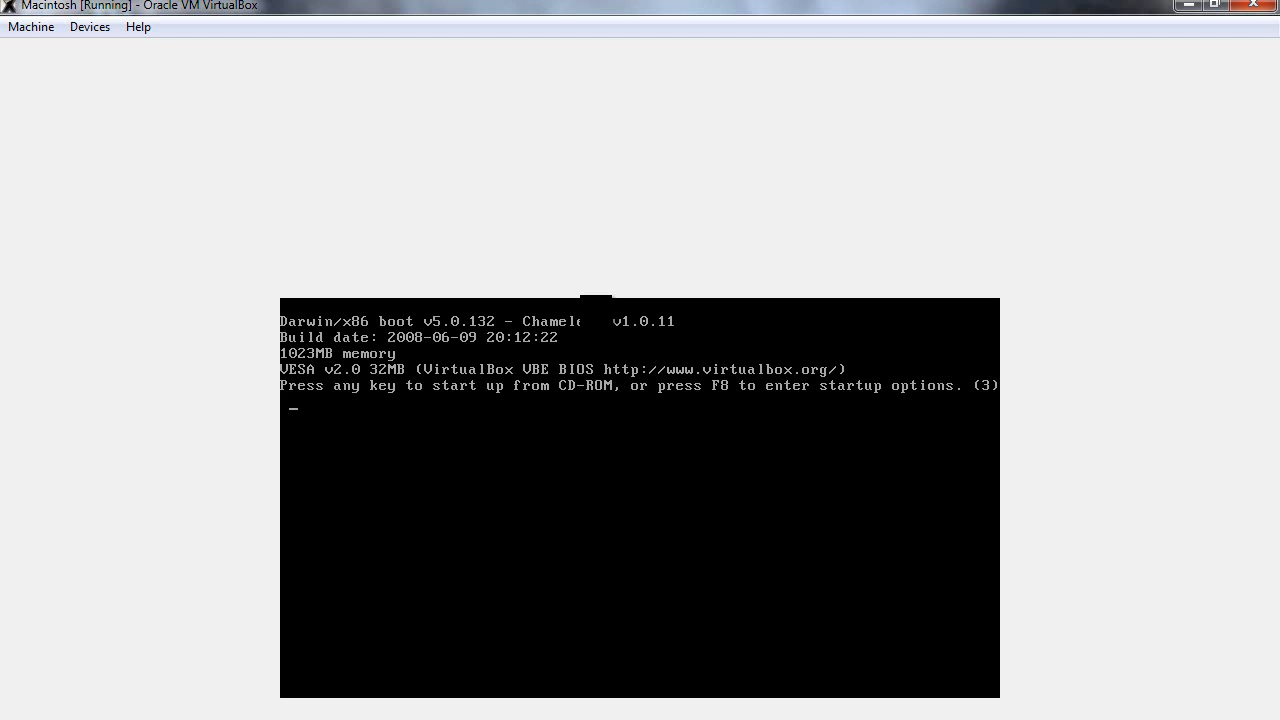 Macintosh [Running] - Oracle VM VirtualBox
Machine Devices Help
Darwin/x86 boot v5.0.132 - Chamele v1.0.11
Build date: 2008-06-09 20:12:22
1023MB memory
VESA v2.0 32MB (VirtualBox VBE BIOS http://www.virtualbox.org/)
Press any key to start up from CD-ROM, or press F8 to enter startup options. (3)
_